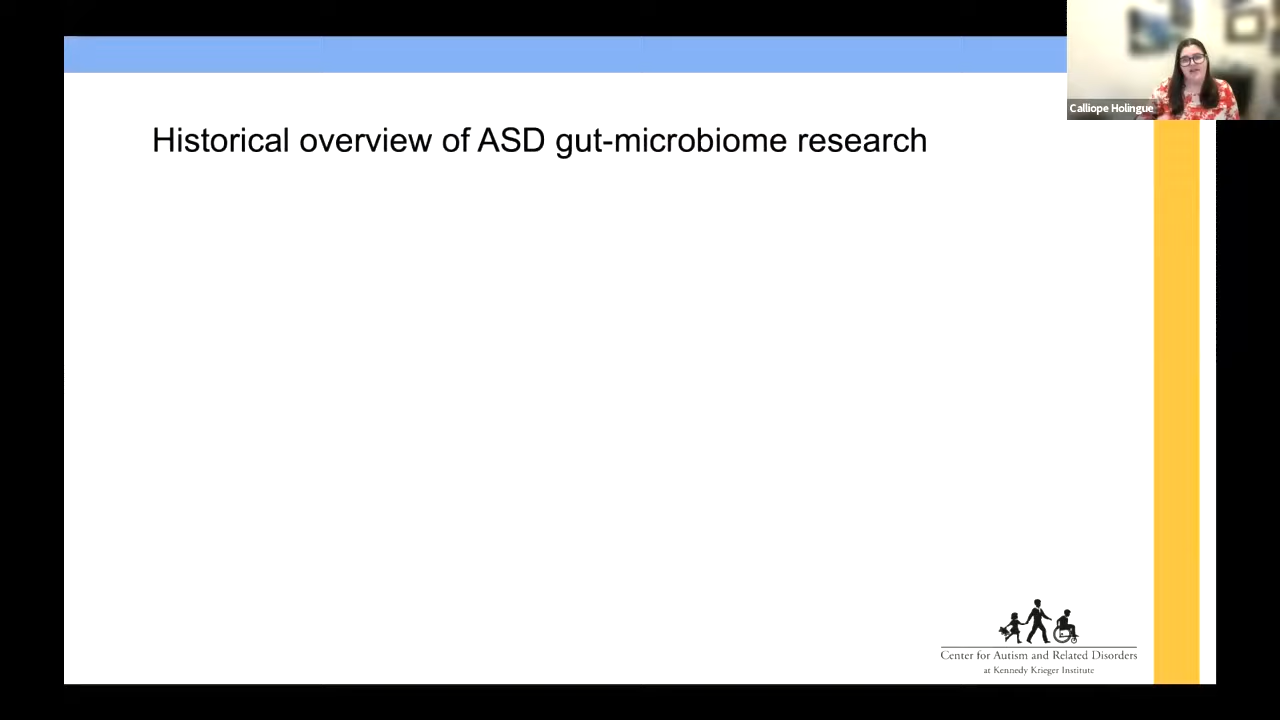 Calliope Holingue
Historical overview of ASD gut-microbiome research
Center for Autism and Related Disorders
at Kennedy Krieger Institute